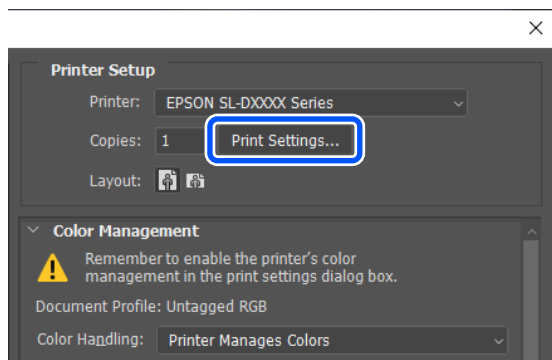 Printer Setup
Printer: EPSON SL-DXXXX Series
Copies: 1 Print Settings...
Layout:
Color Management
Remember to enable the printer's color
management in the print settings dialog box.
Document Profile: Untagged RGB
Color Handling: Printer Manages Colors